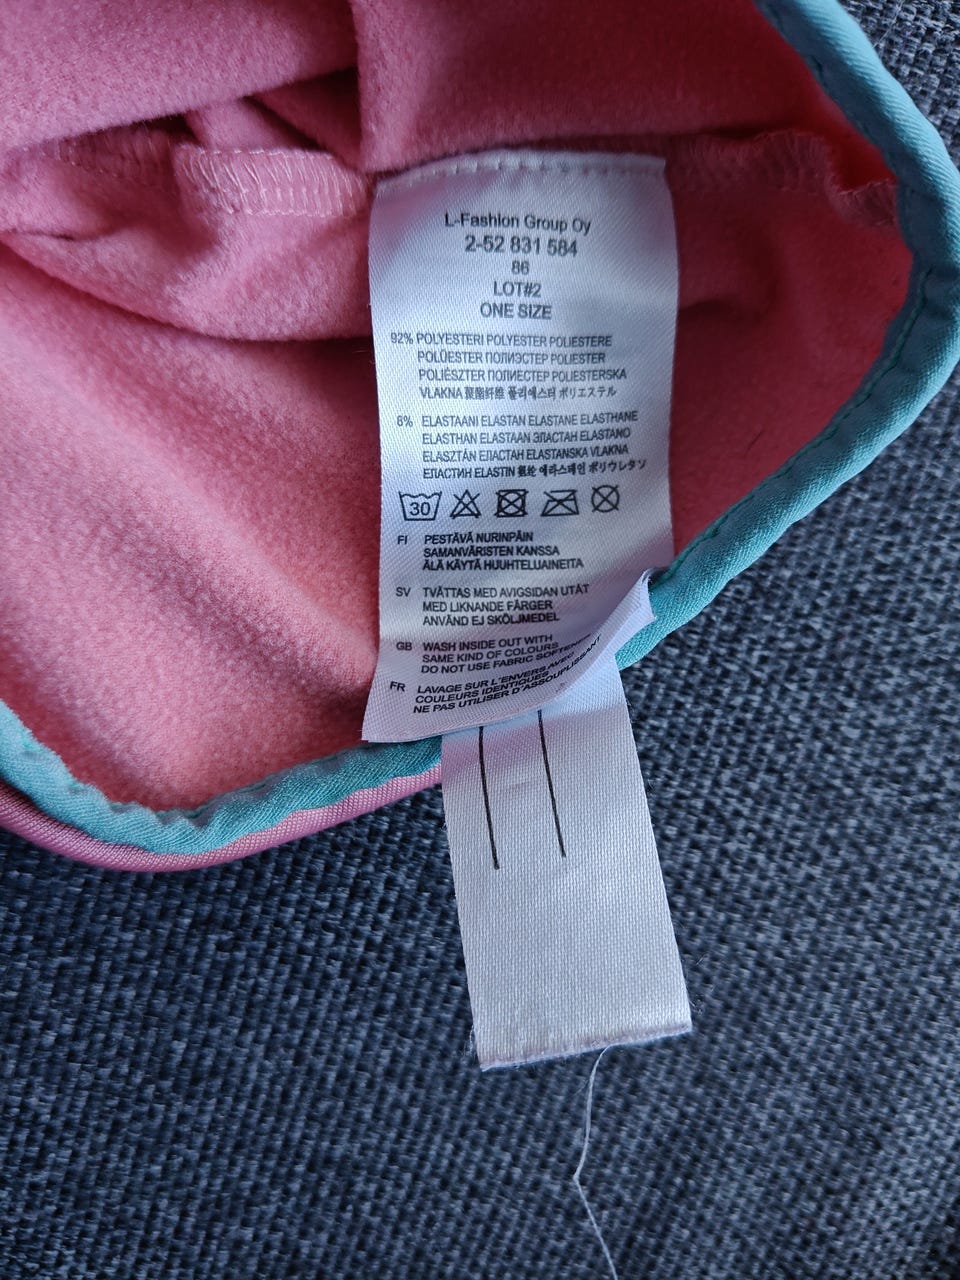 L-Fashion Group Oy
2-52 831 584
86
LOT#2
ONE SIZE
92% POLYESTERI POLYESTER POLIESTERE
POLÜESTER ПОЛИЭСТЕР POLIESTER
POLIÉSZTER ПОЛИЕСТЕР POLIESTERSKA
VLAKNA 聚酯纤维 폴리에스터 ポリエステル
8% ELASTAANI ELASTAN ELASTANE ELASTHANE
ELASTHAN ELASTAAN ЭЛАСТАН ELASTANO
ELASZTÁN ЕЛАСТАН ELASTANSKA VLAKNA
ЕЛАСТИН ELASTIN 氨纶 에라스테인 ポリウレタン
30
FI PESTÄVÄ NURINPÄIN
SAMANVÄRISTEN KANSSA
ÄLÄ KÄYTÄ HUUHTELUAINEITA
SV TVÄTTAS MED AVIGSIDAN UTÅT
MED LIKNANDE FÄRGER
ANVÄND EJ SKÖLJMEDEL
GB WASH INSIDE OUT WITH
SAME KIND OF COLOURS
DO NOT USE FABRIC SOFTENER
FR LAVAGE SUR L'ENVERS AVEC
COULEURS IDENTIQUES
NE PAS UTILISER D'ASSOUPLISSANT